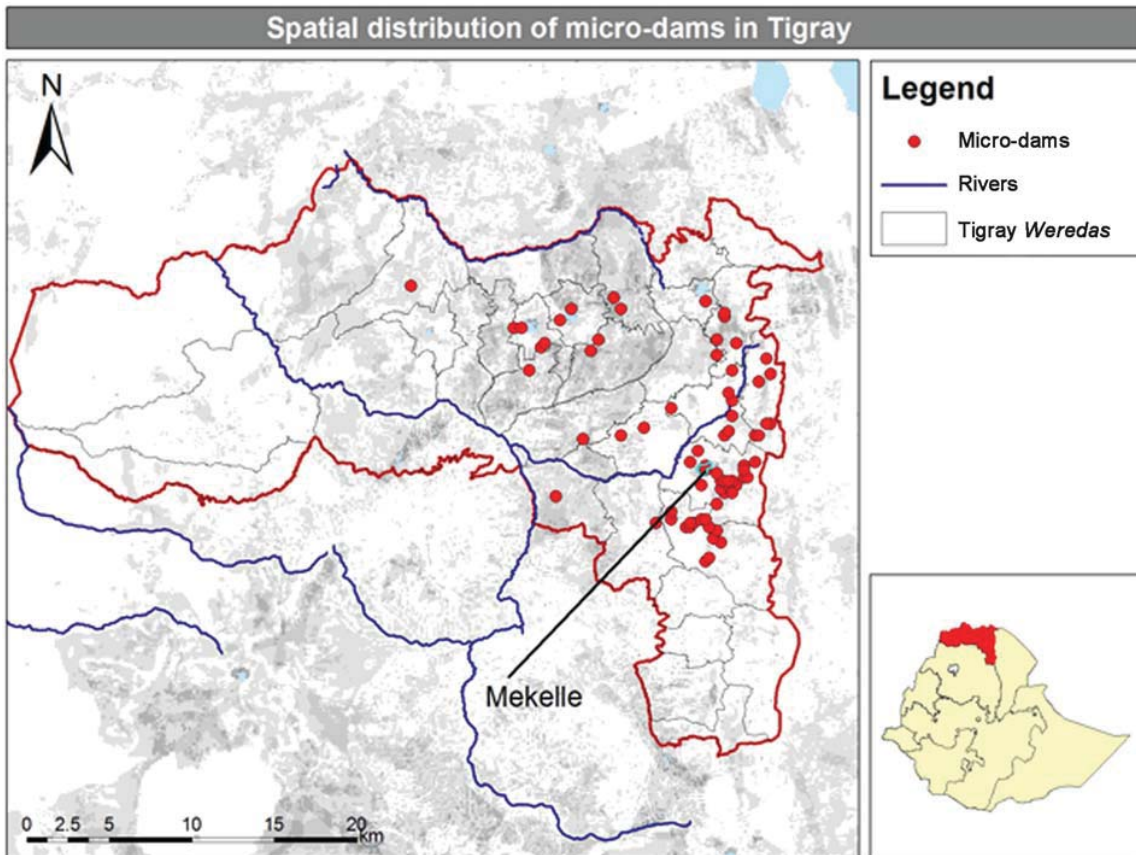 Spatial distribution of micro-dams in Tigray
N
Mekelle
0 2.5 5 10 15 20
km
Legend
Micro-dams
Rivers
Tigray Weredas